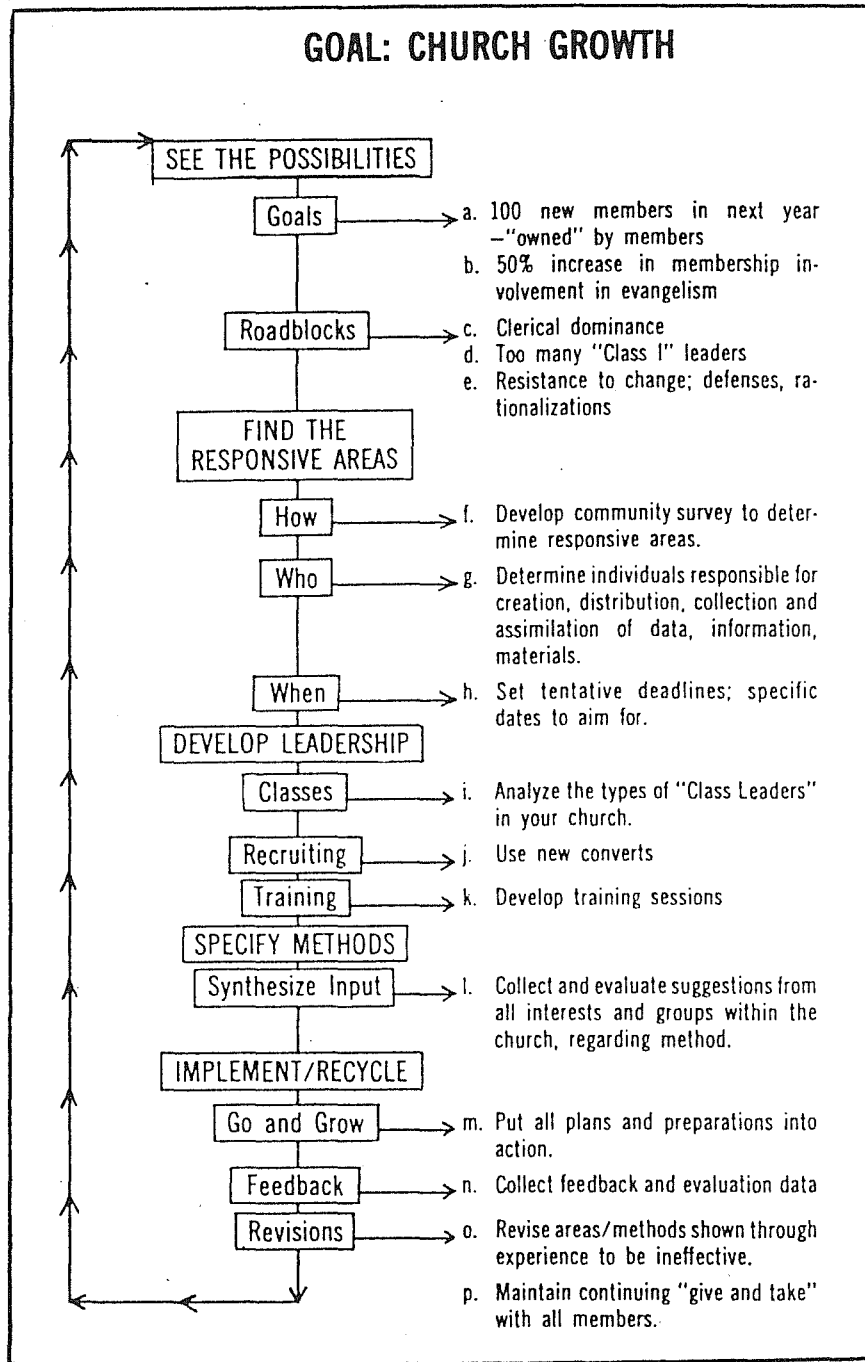 GOAL: CHURCH GROWTH
SEE THE POSSIBILITIES
Goals
a. 100 new members in next year
–"owned" by members
b. 50% increase in membership in-
volvement in evangelism
Roadblocks
c. Clerical dominance
d. Too many "Class I" leaders
e. Resistance to change; defenses, ra-
tionalizations
FIND THE
RESPONSIVE AREAS
How
f. Develop community survey to deter-
mine responsive areas.
Who
g. Determine individuals responsible for
creation, distribution, collection and
assimilation of data, information,
materials.
When
h. Set tentative deadlines; specific
dates to aim for.
DEVELOP LEADERSHIP
Classes
i. Analyze the types of "Class Leaders"
in your church.
Recruiting
j. Use new converts
Training
k. Develop training sessions
SPECIFY METHODS
Synthesize Input
l. Collect and evaluate suggestions from
all interests and groups within the
church, regarding method.
IMPLEMENT/RECYCLE
Go and Grow
m. Put all plans and preparations into
action.
Feedback
n. Collect feedback and evaluation data
Revisions
o. Revise areas/methods shown through
experience to be ineffective.
p. Maintain continuing "give and take"
with all members.